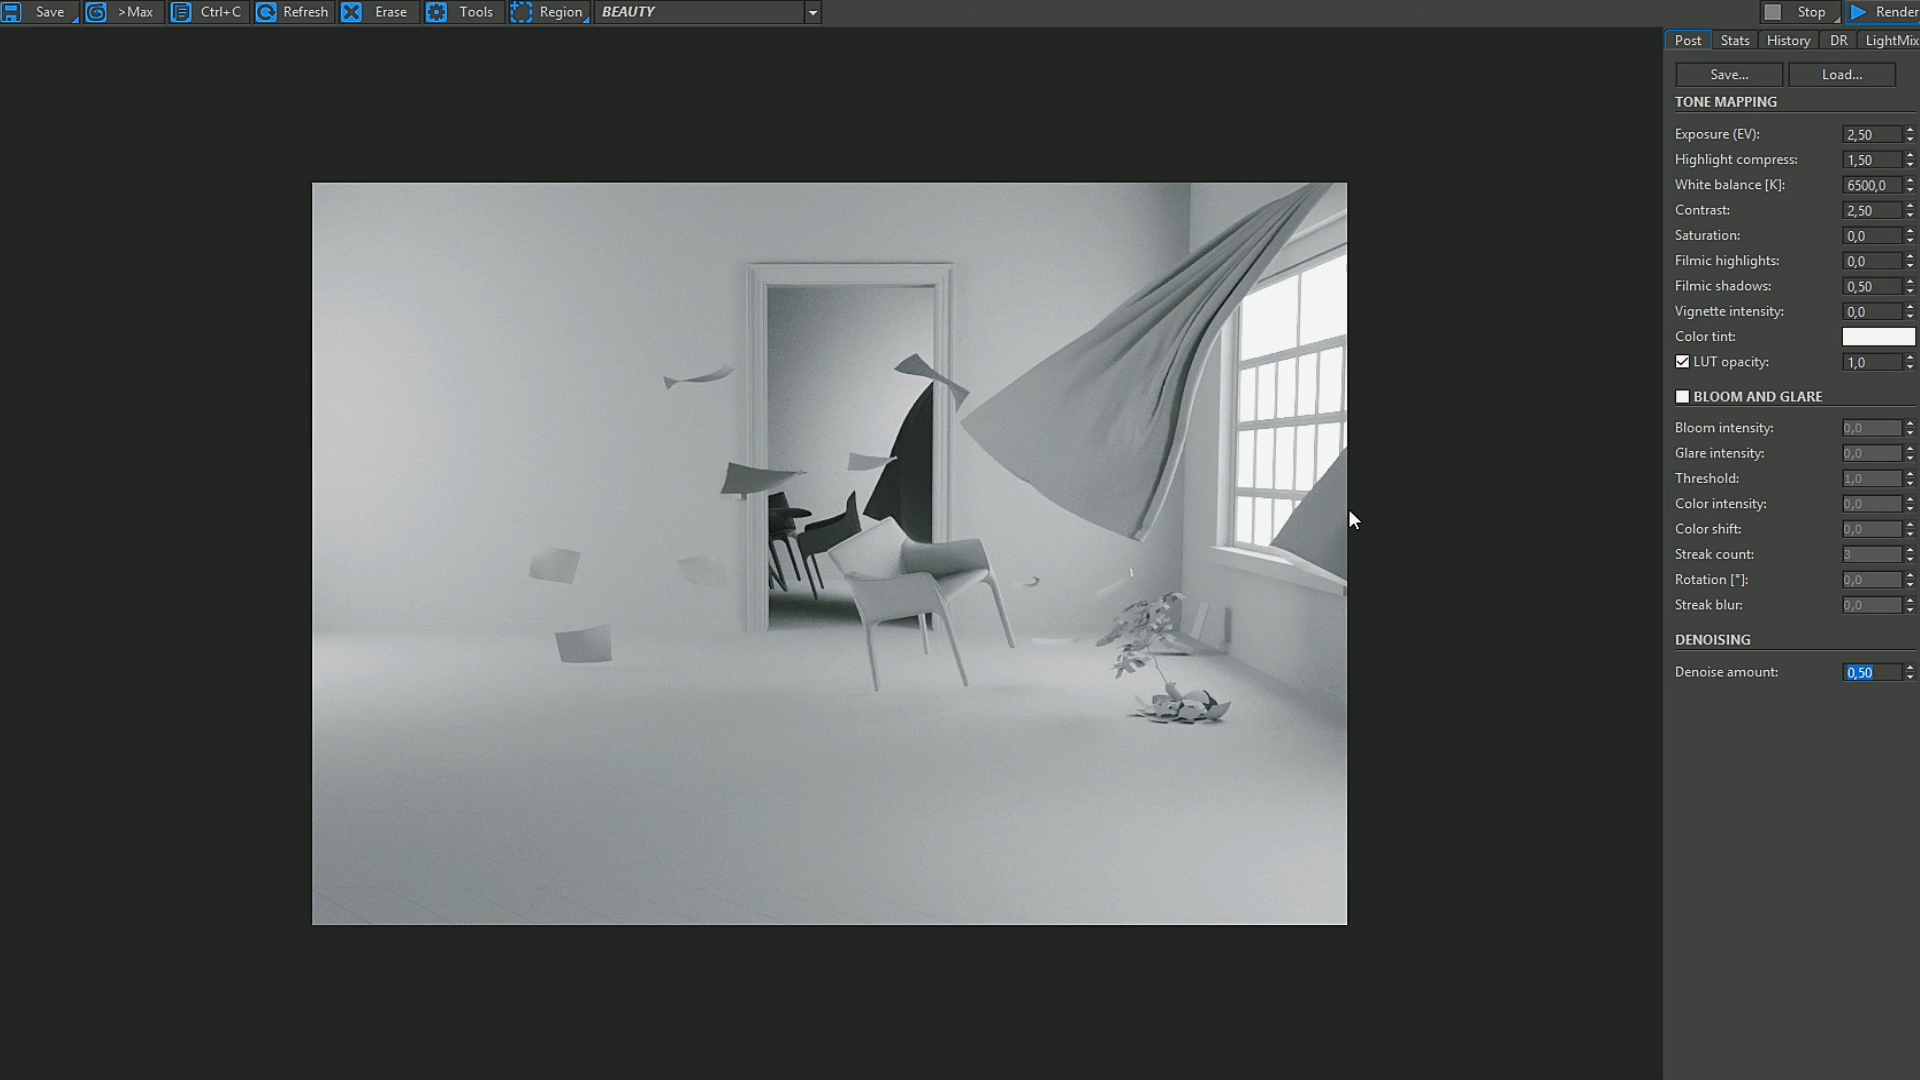 Save >Max Ctrl+C Refresh Erase Tools Region BEAUTY Stop Render
Post Stats History DR LightMix
Save... Load...
TONE MAPPING
Exposure (EV): 2,50
Highlight compress: 1,50
White balance [K]: 6500,0
Contrast: 2,50
Saturation: 0,0
Filmic highlights: 0,0
Filmic shadows: 0,50
Vignette intensity: 0,0
Color tint:
LUT opacity: 1,0
BLOOM AND GLARE
Bloom intensity: 0,0
Glare intensity: 0,0
Threshold: 1,0
Color intensity: 0,0
Color shift: 0,0
Streak count: 3
Rotation [°]: 0,0
Streak blur: 0,0
DENOISING
Denoise amount: 0,50